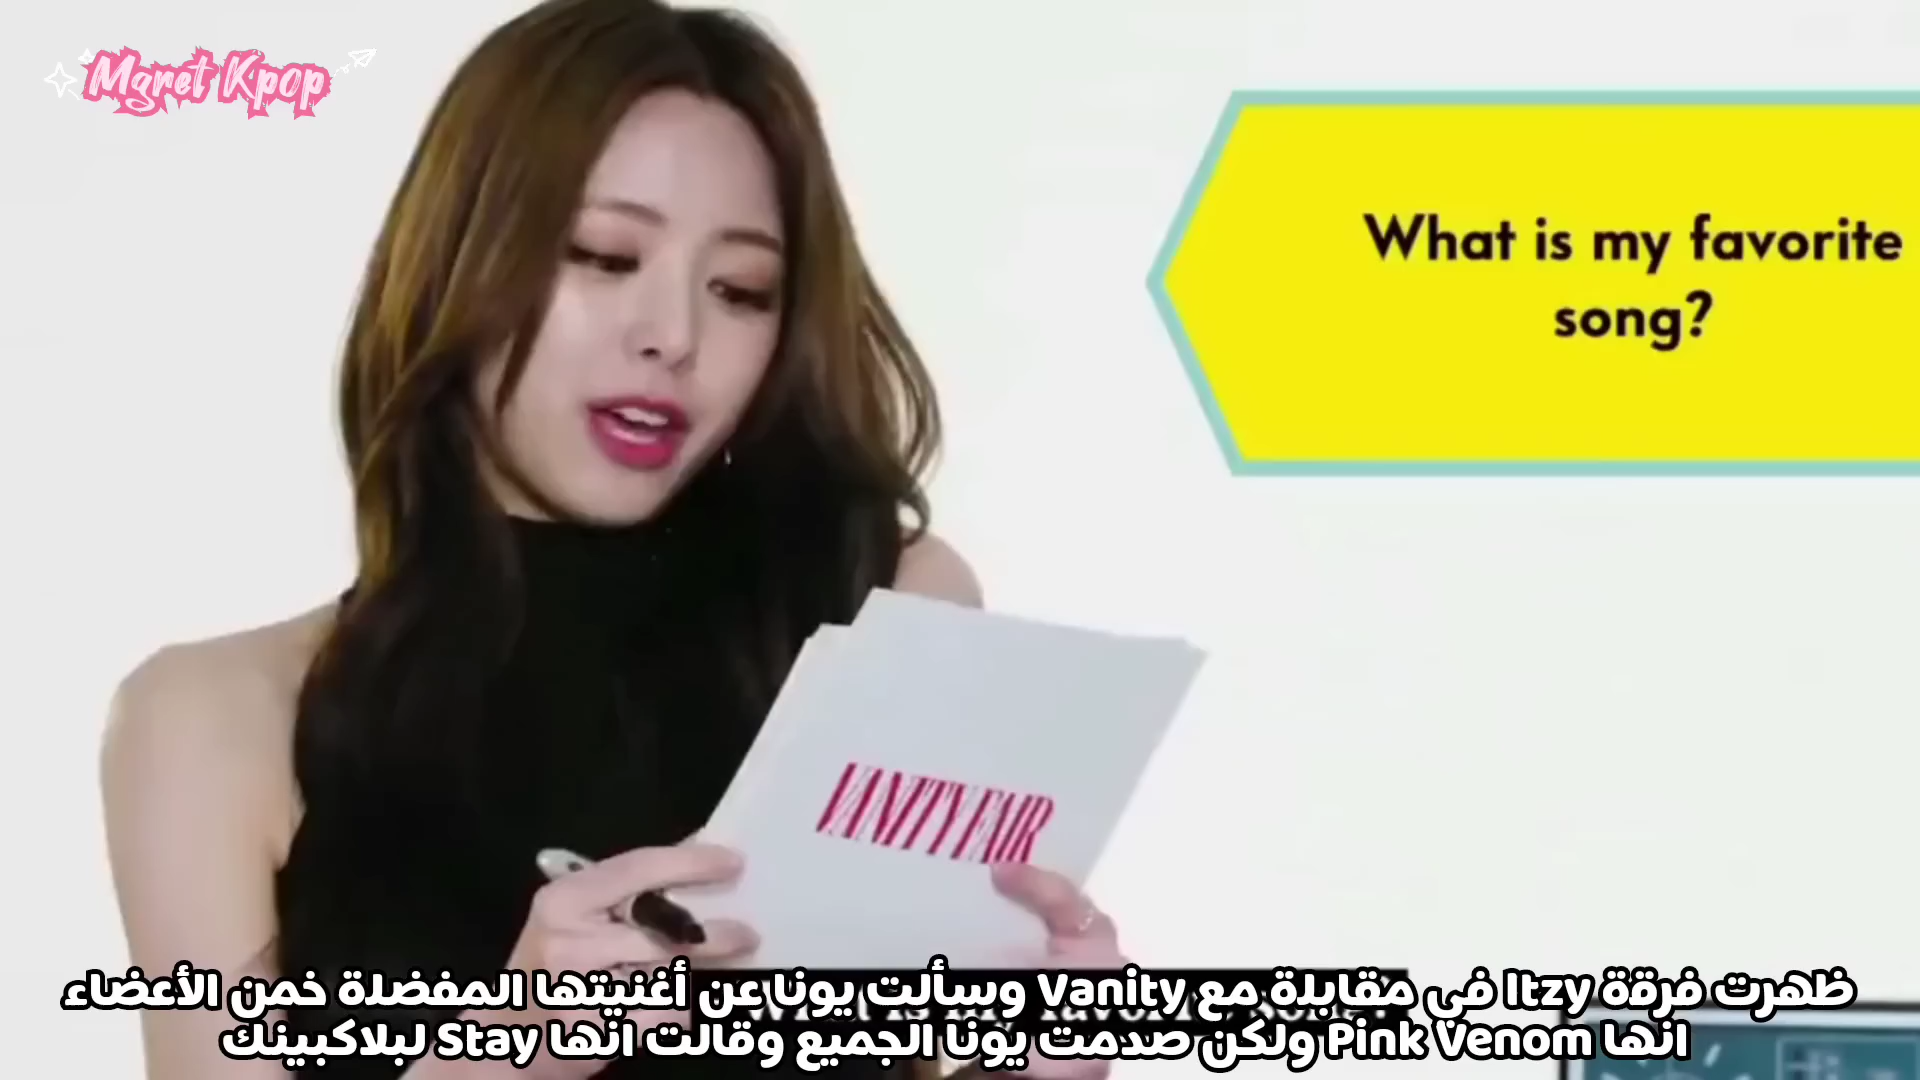 Mgret Kpop
What is my favorite
song?
VANITY FAIR
ظهرت فرقة Itzy في مقابلة مع Vanity وسألت يونا عن أغنيتها المفضلة خمن الأعضاء
انها Pink Venom ولكن صدمت يونا الجميع وقالت انها Stay لبلاكبينك